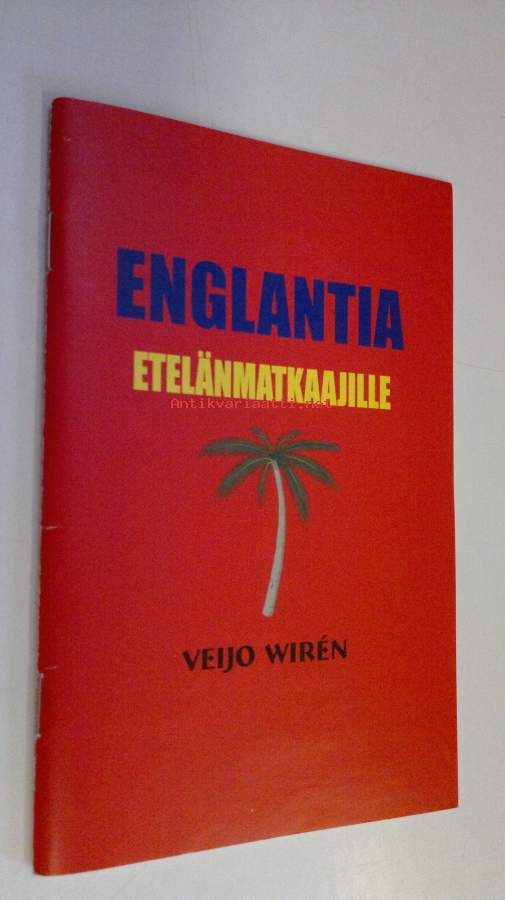 ENGLANTIA
ETELÄNMATKAAJILLE
Antikvariaatti.net
VEIJO WIRÉN